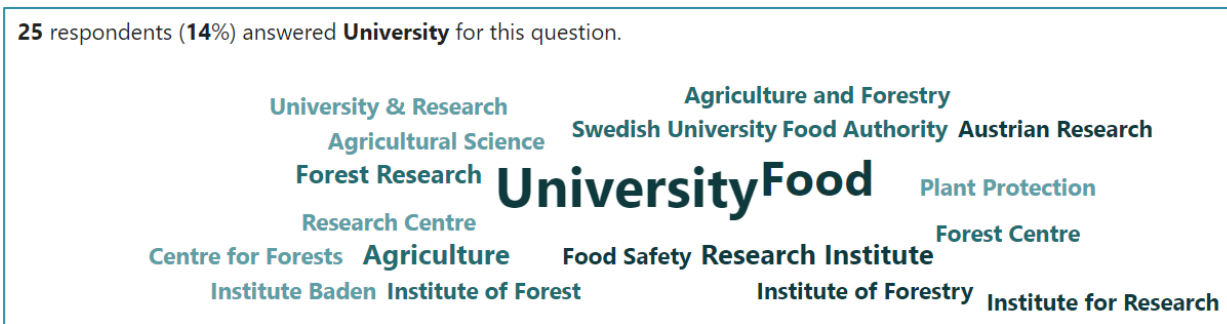 25 respondents (14%) answered University for this question.
Agriculture and Forestry
University & Research
Swedish University Food Authority Austrian Research
Agricultural Science
Forest Research University Food Plant Protection
Research Centre
Forest Centre
Centre for Forests Agriculture Food Safety Research Institute
Institute Baden Institute of Forest Institute of Forestry Institute for Research